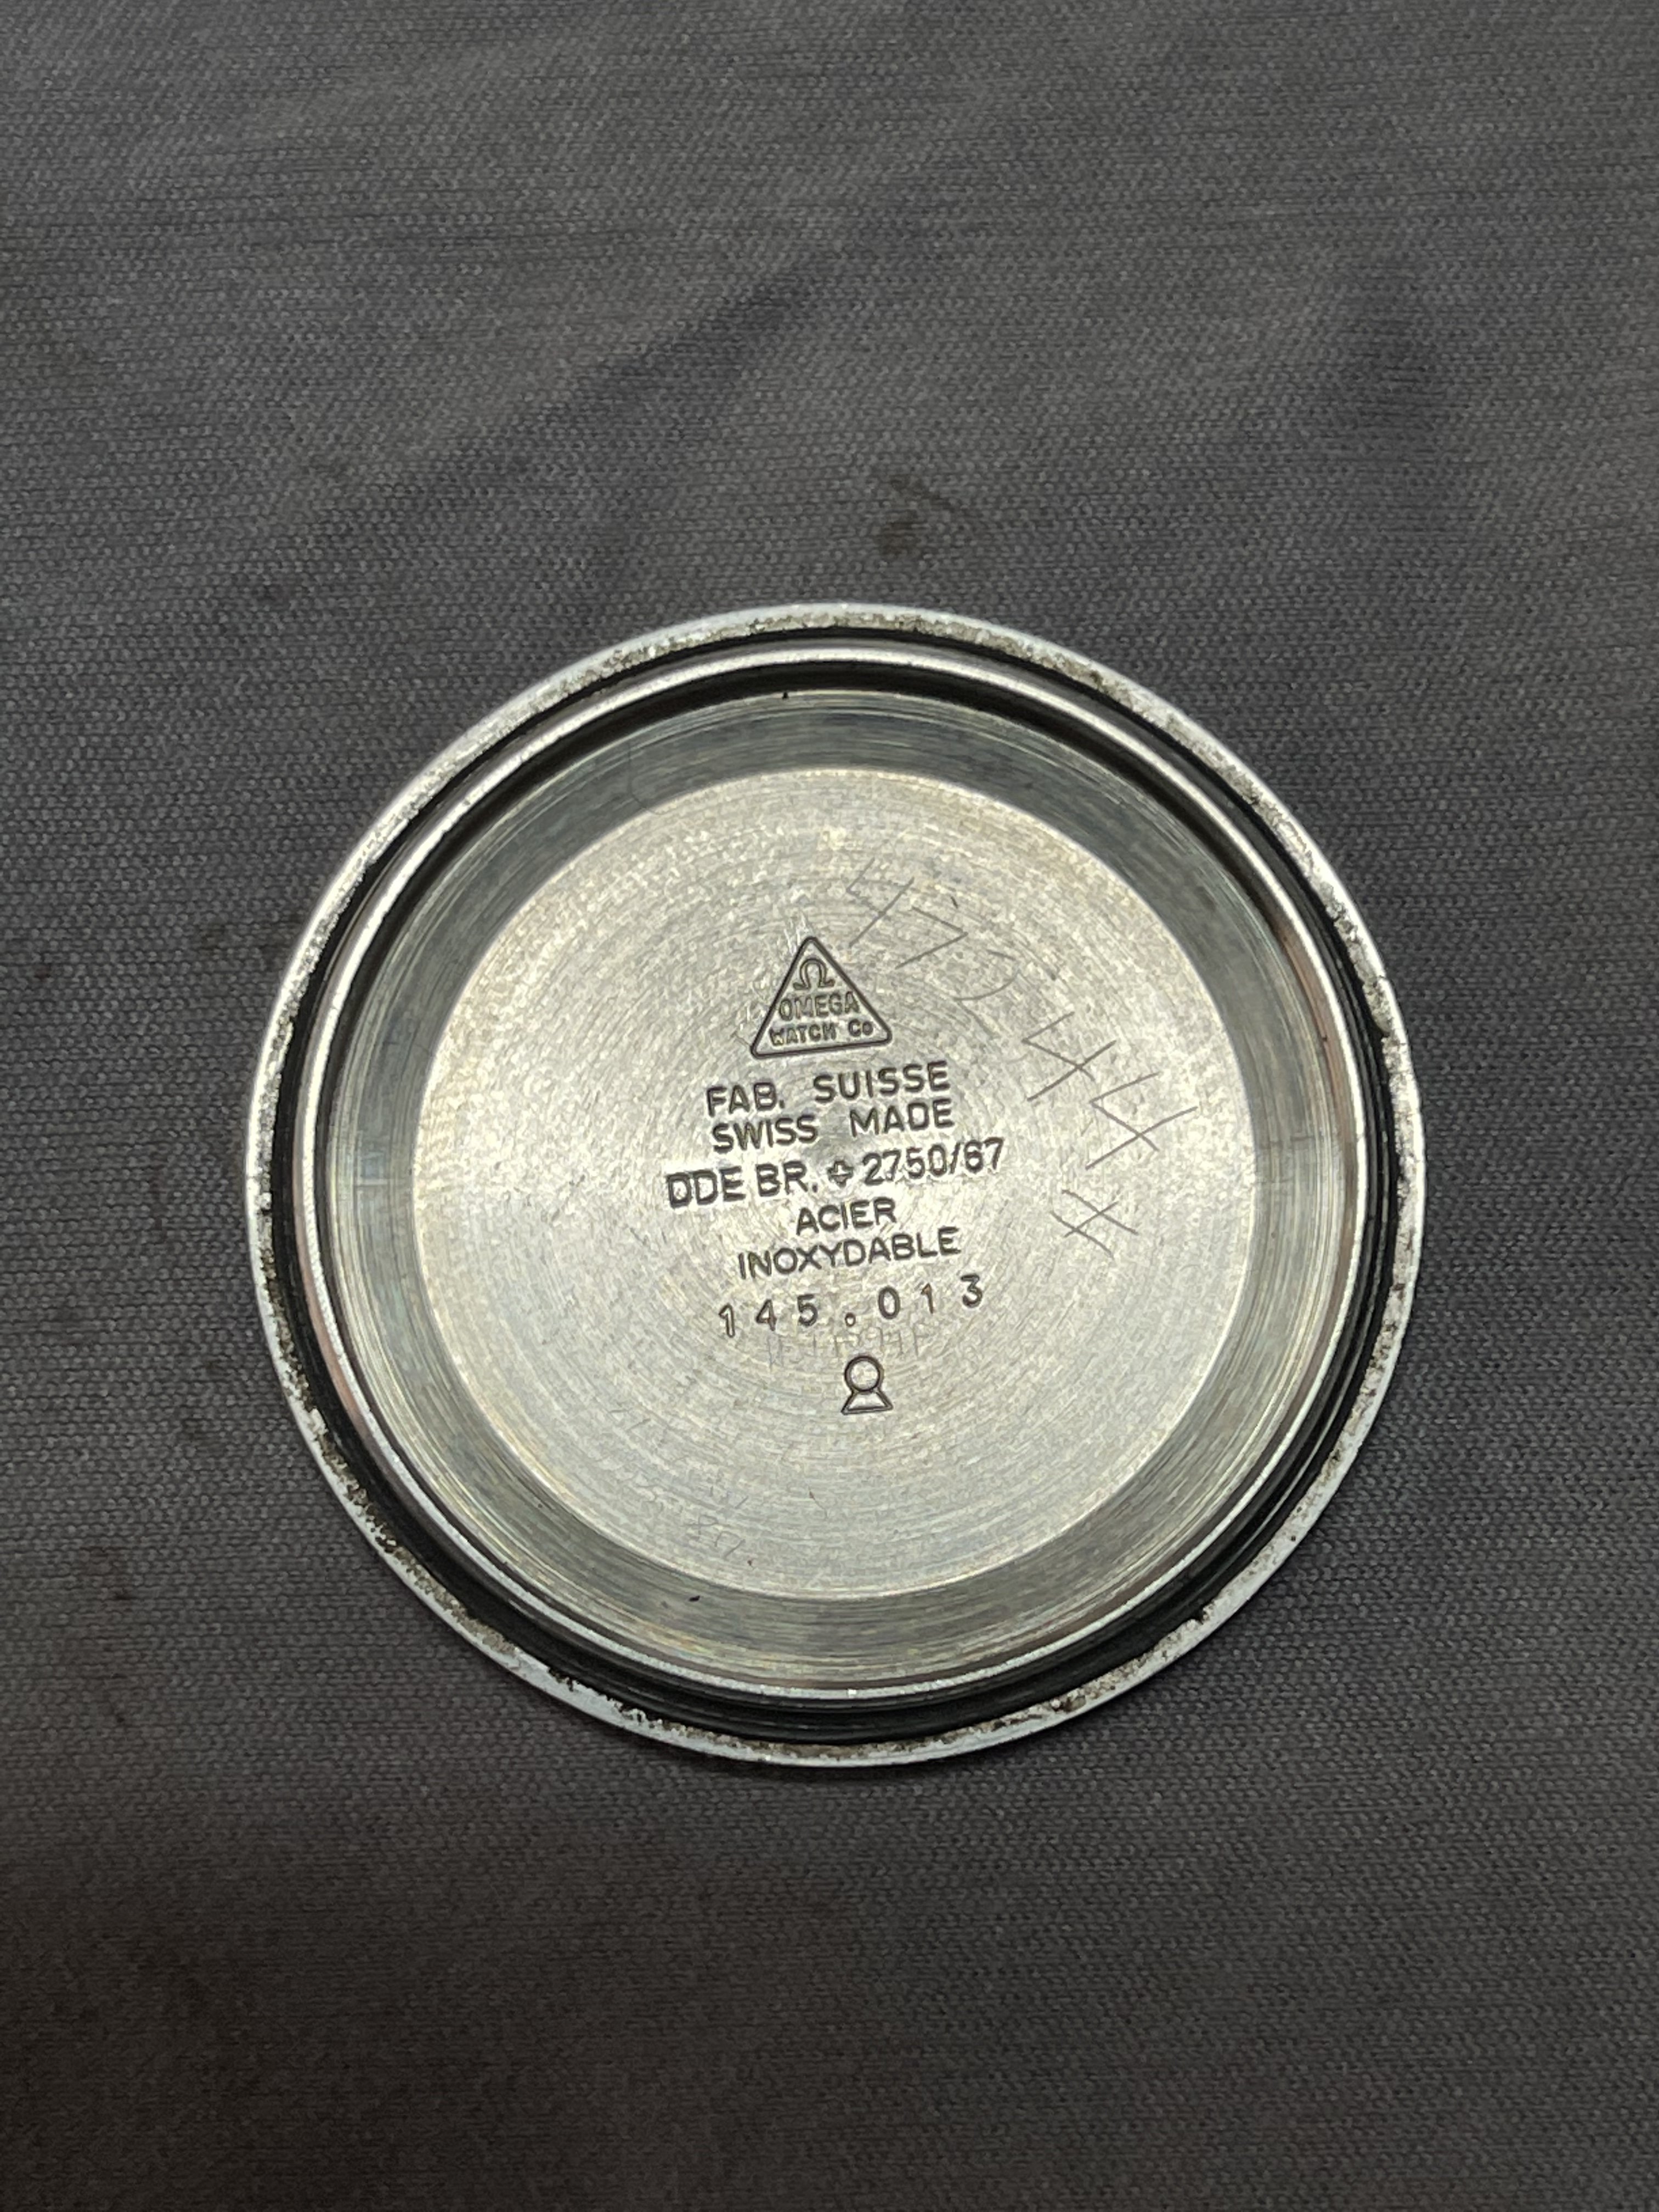 Ω
OMEGA
WATCH Co
FAB. SUISSE
SWISS MADE
DDE BR. ✚ 2750/67
ACIER
INOXYDABLE
145.013